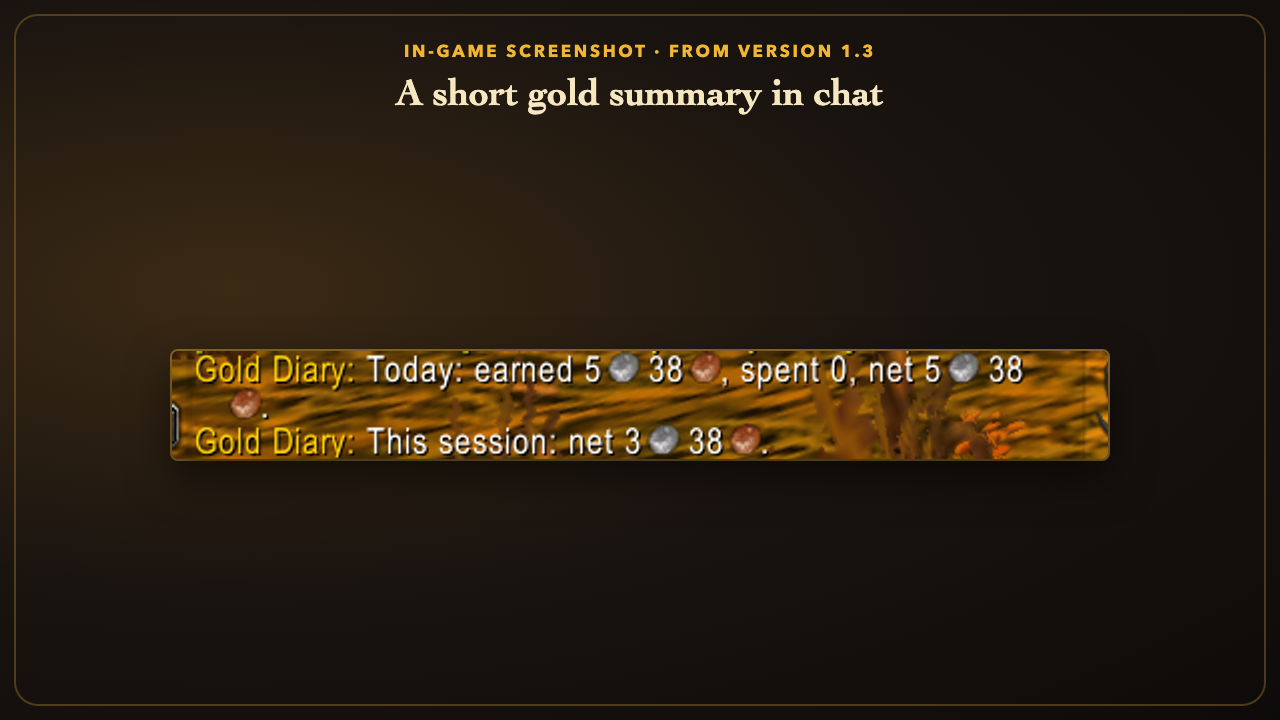 IN-GAME SCREENSHOT · FROM VERSION 1.3
A short gold summary in chat
Gold Diary: Today: earned 5 38 , spent 0, net 5 38
.
Gold Diary: This session: net 3 38 .